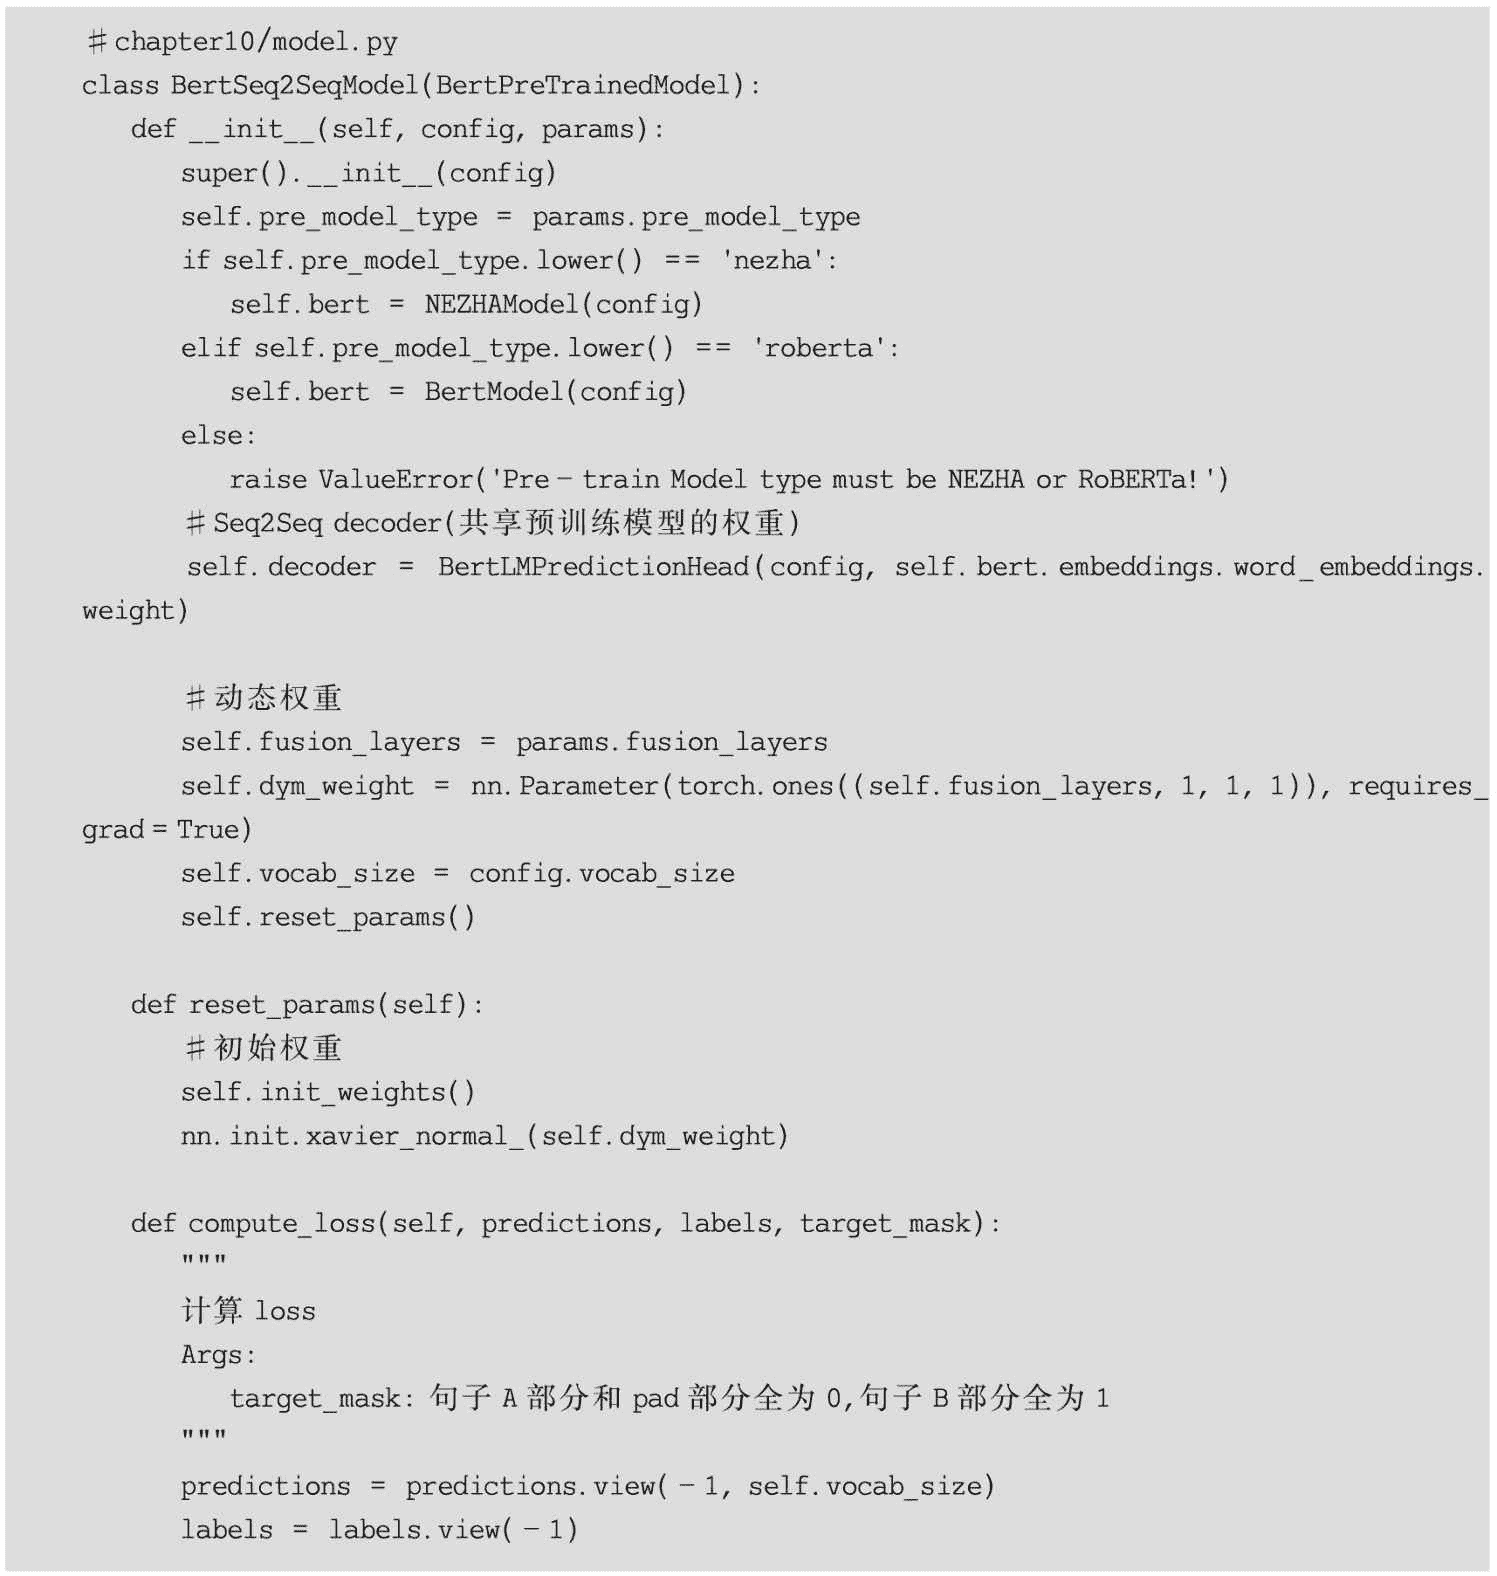 #chapter10/model.py
class BertSeq2SeqModel(BertPreTrainedModel):
    def __init__(self, config, params):
        super().__init__(config)
        self.pre_model_type = params.pre_model_type
        if self.pre_model_type.lower() == 'nezha':
            self.bert = NEZHAModel(config)
        elif self.pre_model_type.lower() == 'roberta':
            self.bert = BertModel(config)
        else:
            raise ValueError('Pre-train Model type must be NEZHA or RoBERTa!')
        #Seq2Seq decoder(共享预训练模型的权重)
        self.decoder = BertLMPredictionHead(config, self.bert.embeddings.word_embeddings.
weight)
        #动态权重
        self.fusion_layers = params.fusion_layers
        self.dym_weight = nn.Parameter(torch.ones((self.fusion_layers, 1, 1, 1)), requires_
grad=True)
        self.vocab_size = config.vocab_size
        self.reset_params()
    def reset_params(self):
        #初始权重
        self.init_weights()
        nn.init.xavier_normal_(self.dym_weight)
    def compute_loss(self, predictions, labels, target_mask):
        """
        计算 loss
        Args:
            target_mask: 句子 A 部分和 pad 部分全为 0,句子 B 部分全为 1
        """
        predictions = predictions.view(-1, self.vocab_size)
        labels = labels.view(-1)